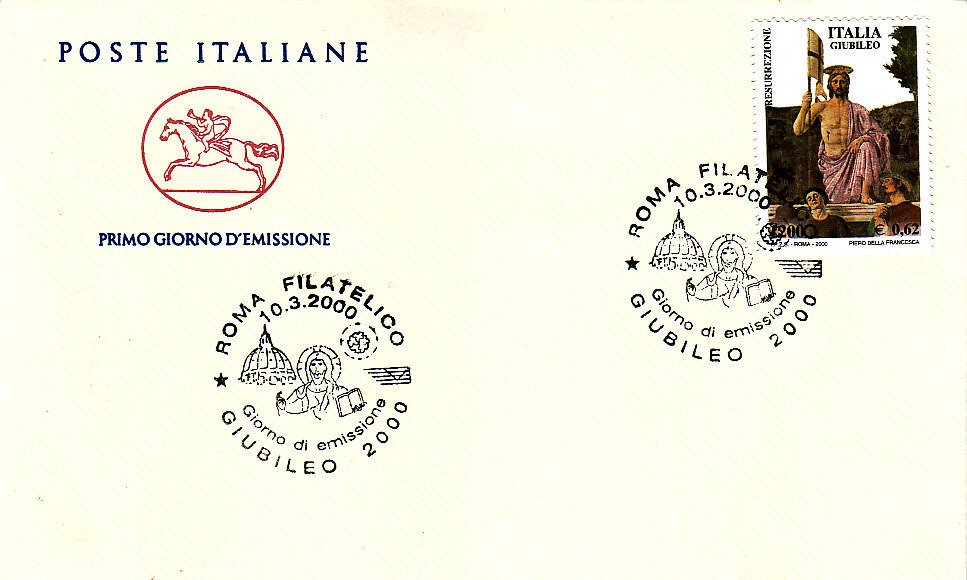 POSTE ITALIANE
PRIMO GIORNO D'EMISSIONE
ROMA FILATELICO
10.3.2000
Giorno di emissione
GIUBILEO 2000
RESURREZIONE
ITALIA
GIUBILEO
€ 0,62
ROMA - 2000
PIERO DELLA FRANCESCA
ROMA FILATEL
10.3.2000
Giorno di emissione
GIUBILEO 2000